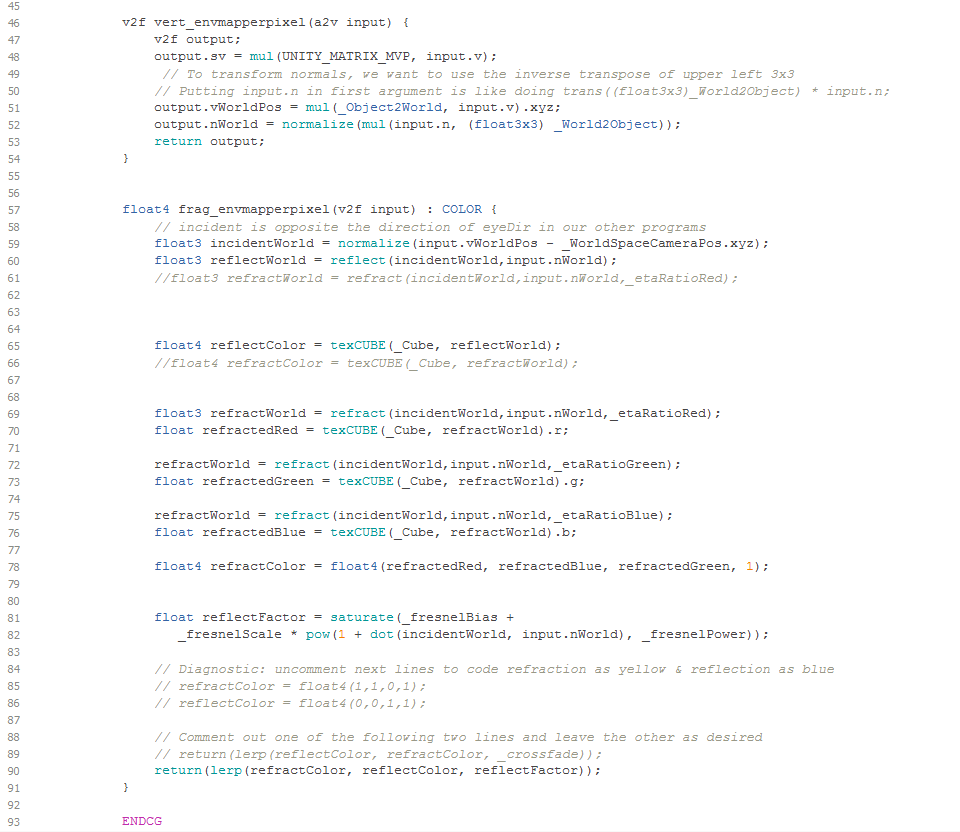 45
46 v2f vert_envmapperpixel(a2v input) {
47 v2f output;
48 output.sv = mul(UNITY_MATRIX_MVP, input.v);
49 // To transform normals, we want to use the inverse transpose of upper left 3x3
50 // Putting input.n in first argument is like doing trans((float3x3)_World2Object) * input.n;
51 output.vWorldPos = mul(_Object2World, input.v).xyz;
52 output.nWorld = normalize(mul(input.n, (float3x3) _World2Object));
53 return output;
54 }
55
56
57 float4 frag_envmapperpixel(v2f input) : COLOR {
58 // incident is opposite the direction of eyeDir in our other programs
59 float3 incidentWorld = normalize(input.vWorldPos - _WorldSpaceCameraPos.xyz);
60 float3 reflectWorld = reflect(incidentWorld,input.nWorld);
61 //float3 refractWorld = refract(incidentWorld,input.nWorld,_etaRatioRed);
62
63
64
65 float4 reflectColor = texCUBE(_Cube, reflectWorld);
66 //float4 refractColor = texCUBE(_Cube, refractWorld);
67
68
69 float3 refractWorld = refract(incidentWorld,input.nWorld,_etaRatioRed);
70 float refractedRed = texCUBE(_Cube, refractWorld).r;
71
72 refractWorld = refract(incidentWorld,input.nWorld,_etaRatioGreen);
73 float refractedGreen = texCUBE(_Cube, refractWorld).g;
74
75 refractWorld = refract(incidentWorld,input.nWorld,_etaRatioBlue);
76 float refractedBlue = texCUBE(_Cube, refractWorld).b;
77
78 float4 refractColor = float4(refractedRed, refractedBlue, refractedGreen, 1);
79
80
81 float reflectFactor = saturate(_fresnelBias +
82 _fresnelScale * pow(1 + dot(incidentWorld, input.nWorld), _fresnelPower));
83
84 // Diagnostic: uncomment next lines to code refraction as yellow & reflection as blue
85 // refractColor = float4(1,1,0,1);
86 // reflectColor = float4(0,0,1,1);
87
88 // Comment out one of the following two lines and leave the other as desired
89 // return(lerp(reflectColor, refractColor, _crossfade));
90 return(lerp(refractColor, reflectColor, reflectFactor));
91 }
92
93 ENDCG